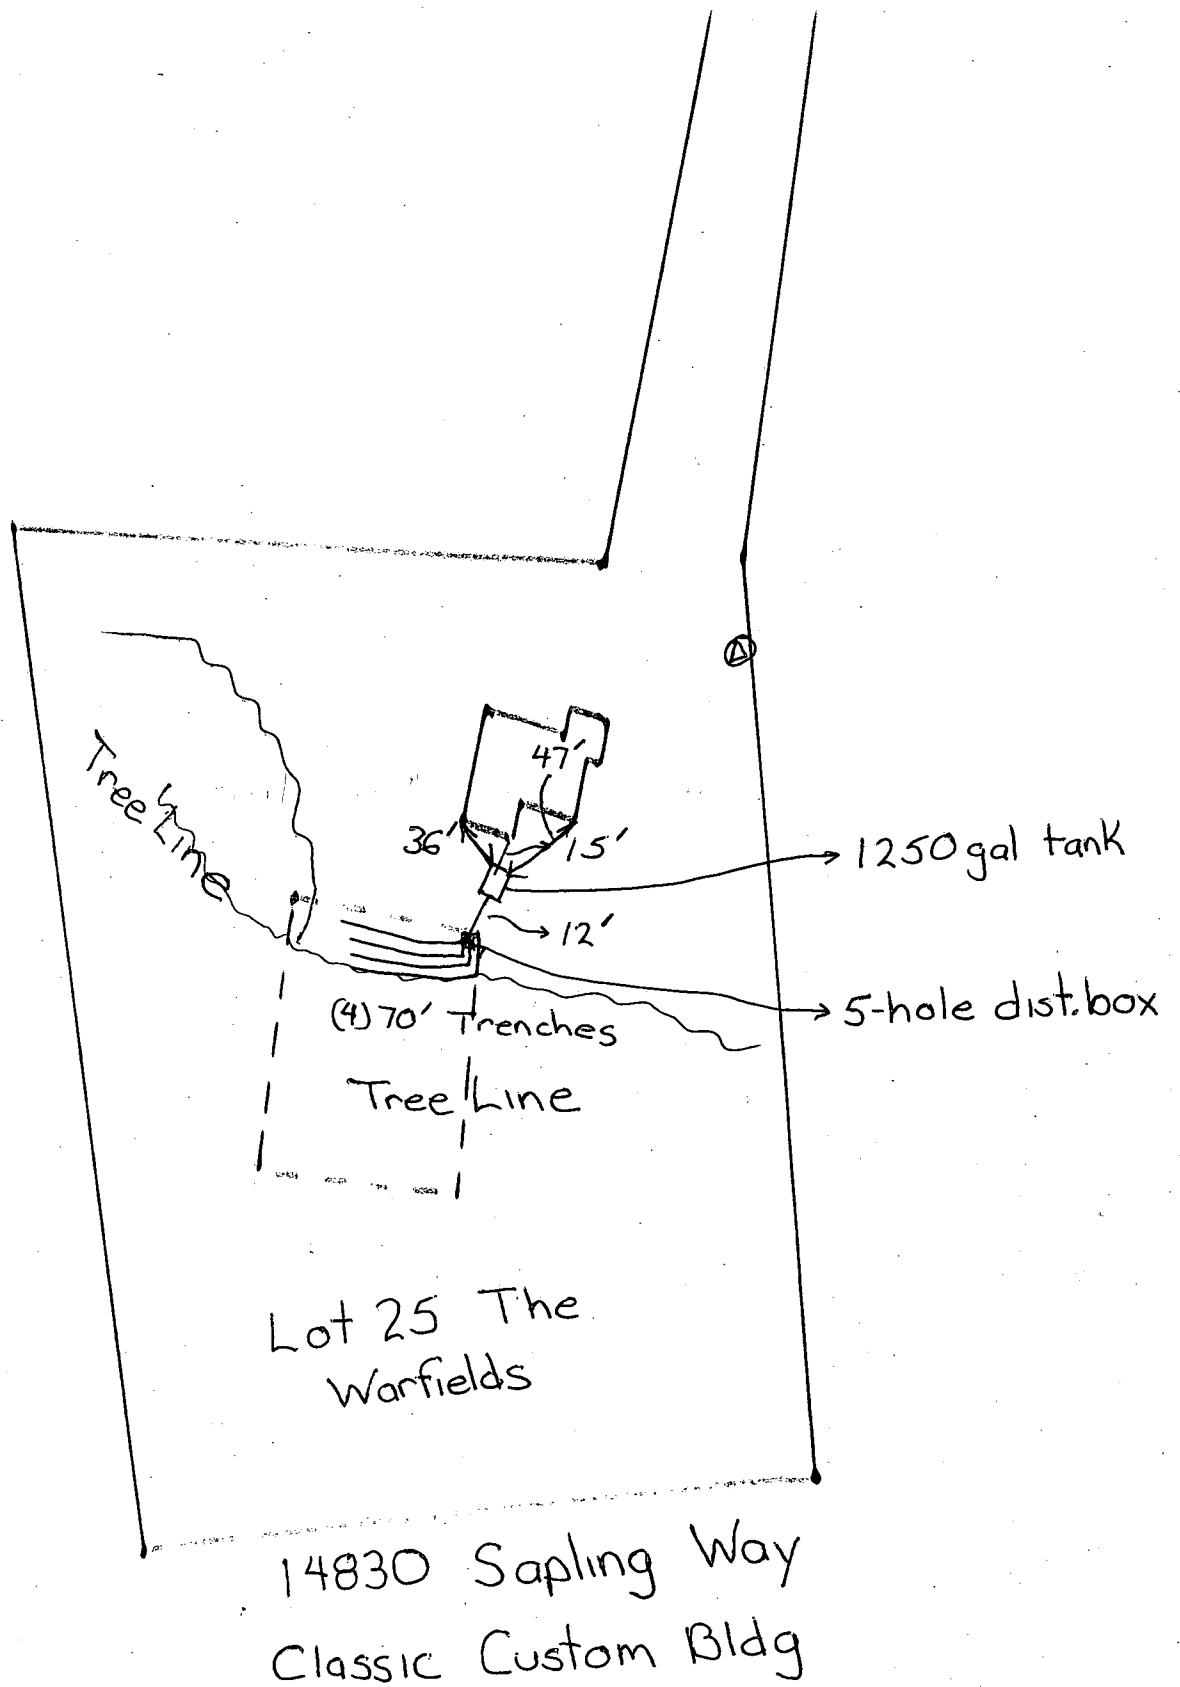 47′
Tree Line
36′
15′
1250 gal tank
12′
5-hole dist. box
(4) 70′ Trenches
Tree Line
Lot 25 The
Warfields
14830 Sapling Way
Classic Custom Bldg